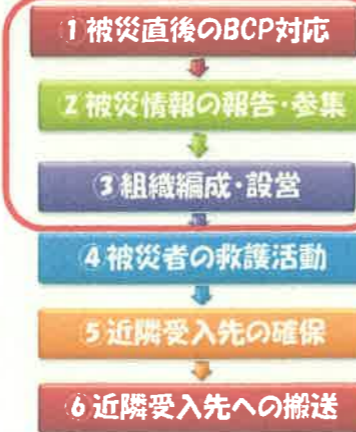 ①被災直後のBCP対応
②被災情報の報告・参集
③組織編成・設営
④被災者の救護活動
⑤近隣受入先の確保
⑥近隣受入先への搬送